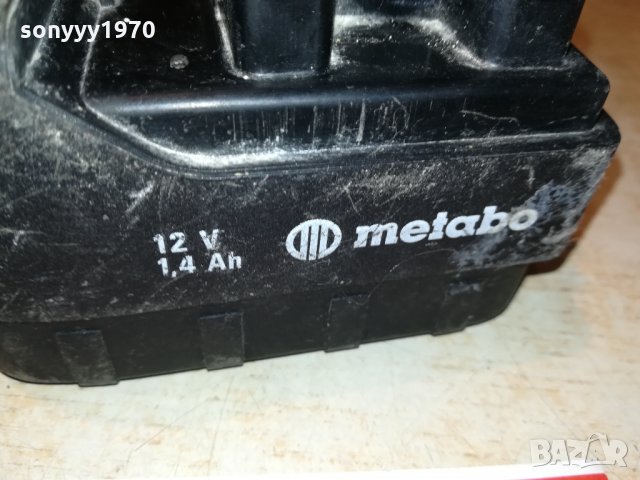 sonyyy1970
12 V
1,4 Ah
metabo
BAZAR